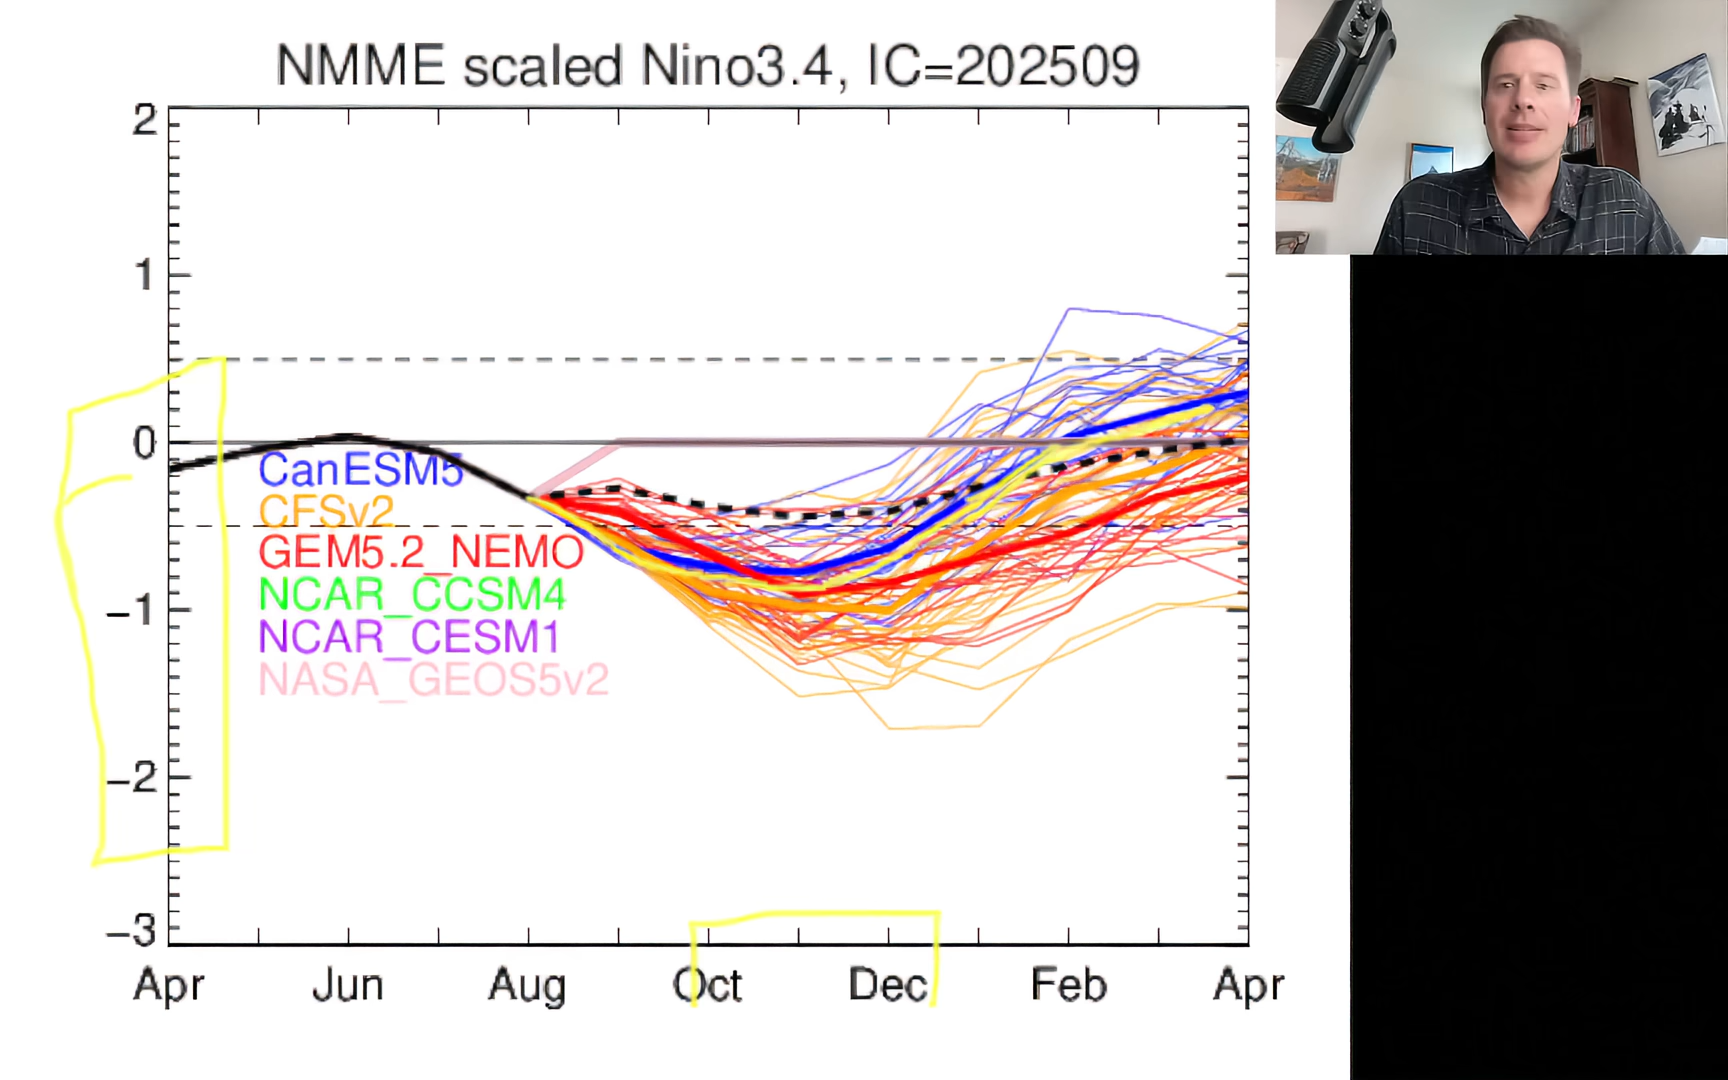 NMME scaled Nino3.4, IC=202509
2
1
0
-1
-2
-3
CanESM5
CFSv2
GEM5.2_NEMO
NCAR_CCSM4
NCAR_CESM1
NASA_GEOS5v2
Apr Jun Aug Oct Dec Feb Apr